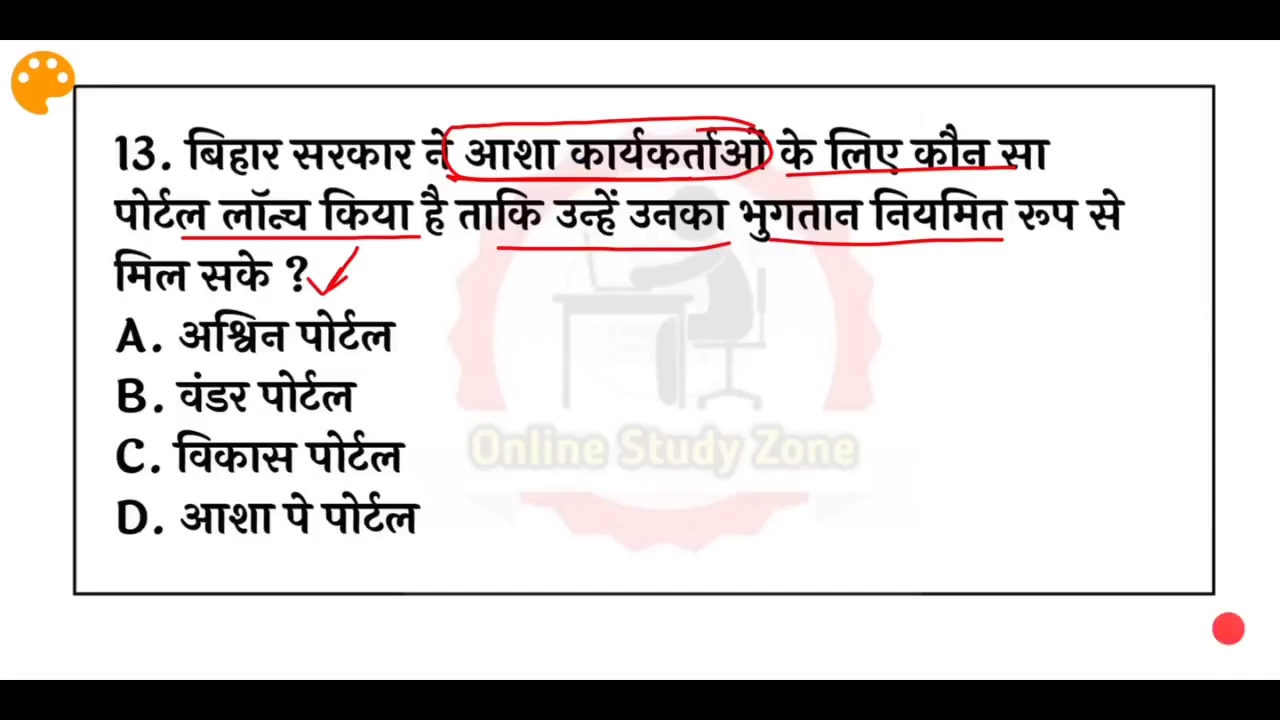 13. बिहार सरकार ने आशा कार्यकर्ताओं के लिए कौन सा
पोर्टल लॉन्च किया है ताकि उन्हें उनका भुगतान नियमित रूप से
मिल सके ?
A. अश्विन पोर्टल
B. वंडर पोर्टल
C. विकास पोर्टल
D. आशा पे पोर्टल
Online Study Zone